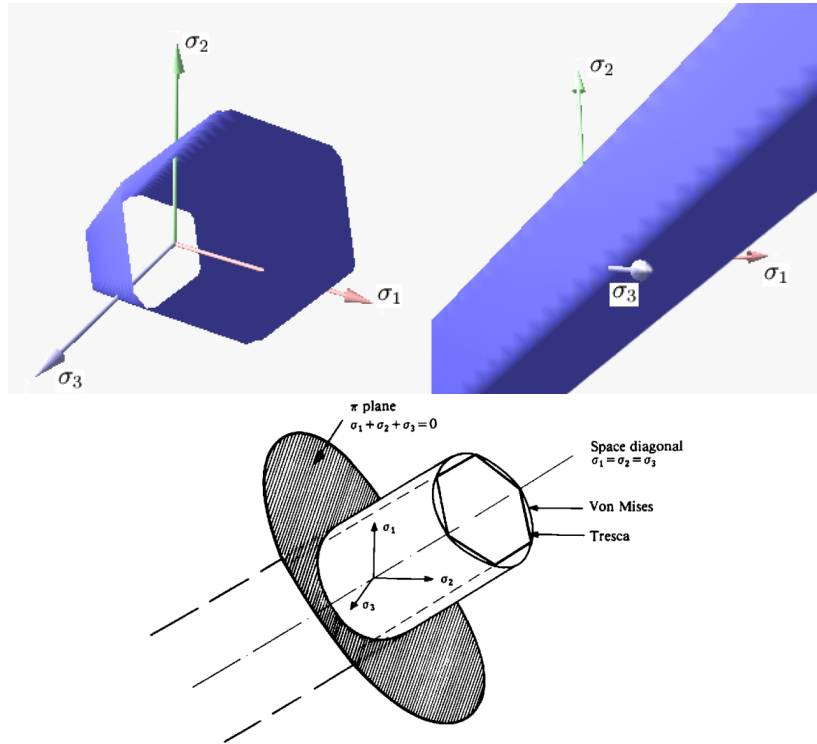 σ₂
σ₁
σ₃
σ₂
σ₁
σ₃
π plane
σ₁+σ₂+σ₃=0
Space diagonal
σ₁=σ₂=σ₃
Von Mises
Tresca
σ₁
σ₂
σ₃